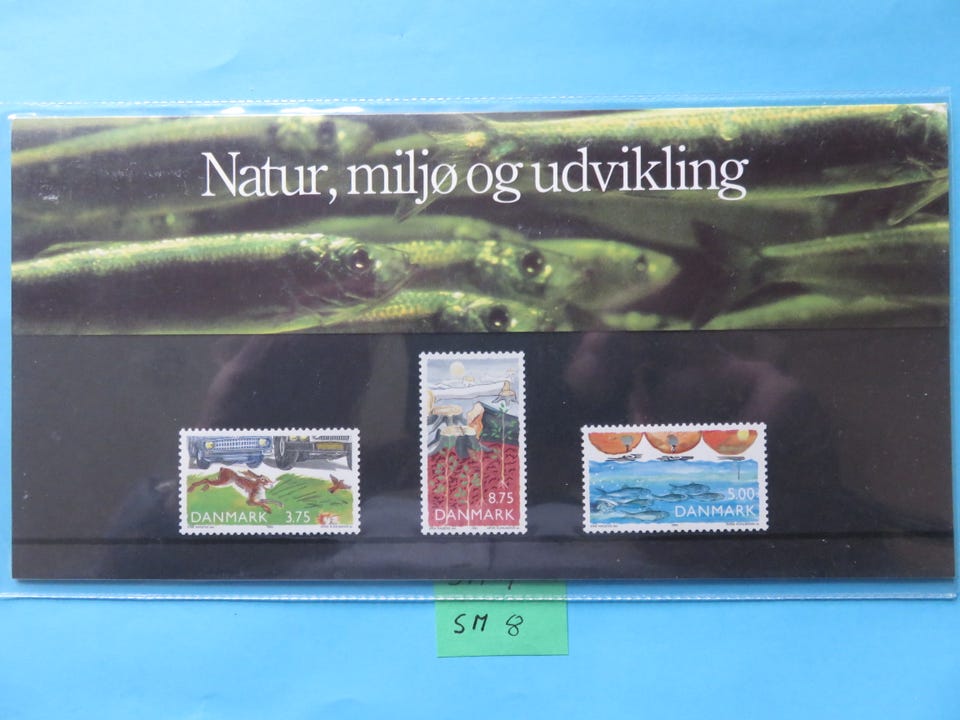 Natur, miljø og udvikling
DANMARK 3.75
8.75
DANMARK
5.00
DANMARK
SM 8